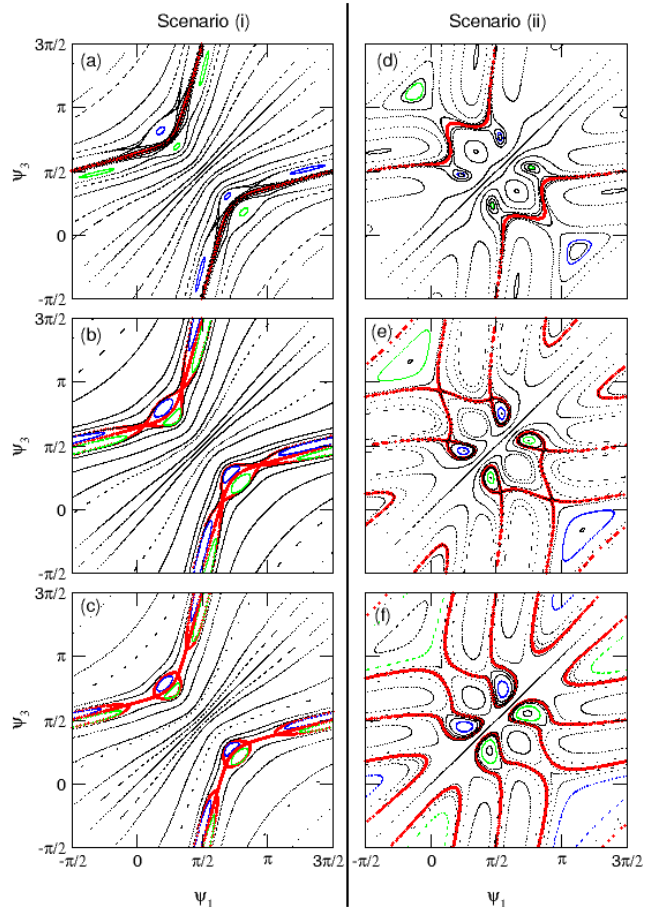 Scenario (i)
Scenario (ii)
3π/2
(a)
(d)
π
ψ3
π/2
0
-π/2
3π/2
(b)
(e)
π
ψ3
π/2
0
-π/2
3π/2
(c)
(f)
π
ψ3
π/2
0
-π/2
-π/2 0 π/2 π 3π/2
0 π/2 π 3π/2
ψ1
ψ1